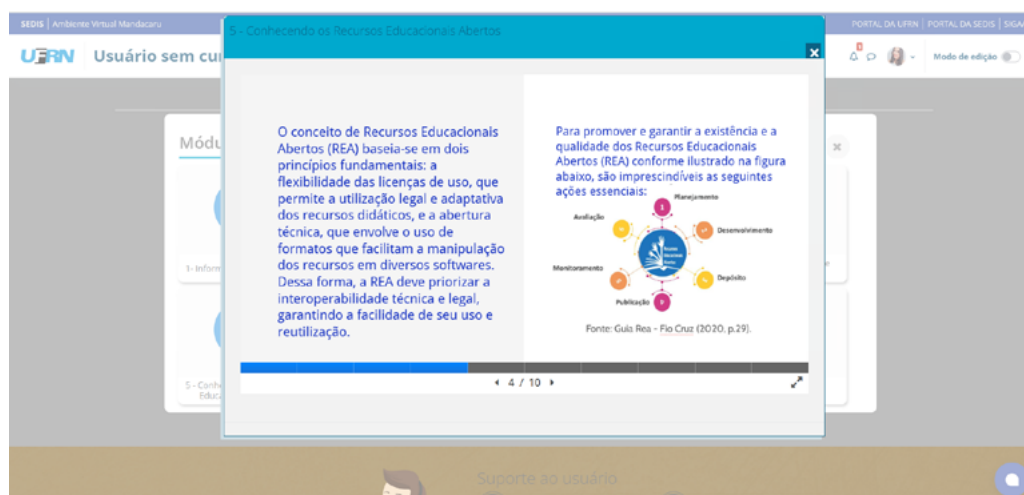 SEDIS | Ambiente Virtual Mandacaru
PORTAL DA UFRN | PORTAL DA SEDIS | SIGAA
UFRN
Usuário sem cur
Modo de edição
5 - Conhecendo os Recursos Educacionais Abertos
Módu
O conceito de Recursos Educacionais
Abertos (REA) baseia-se em dois
princípios fundamentais: a
flexibilidade das licenças de uso, que
permite a utilização legal e adaptativa
dos recursos didáticos, e a abertura
técnica, que envolve o uso de
formatos que facilitam a manipulação
dos recursos em diversos softwares.
Dessa forma, a REA deve priorizar a
interoperabilidade técnica e legal,
garantindo a facilidade de seu uso e
reutilização.
Para promover e garantir a existência e a
qualidade dos Recursos Educacionais
Abertos (REA) conforme ilustrado na figura
abaixo, são imprescindíveis as seguintes
ações essenciais:
Planejamento
Avaliação
Desenvolvimento
Recursos
Educacionais
Abertos
Monitoramento
Depósito
Publicação
Fonte: Guia Rea – Fio Cruz (2020, p.29).
1- Inform
5 - Conhe
Educa
4 / 10
Suporte ao usuário